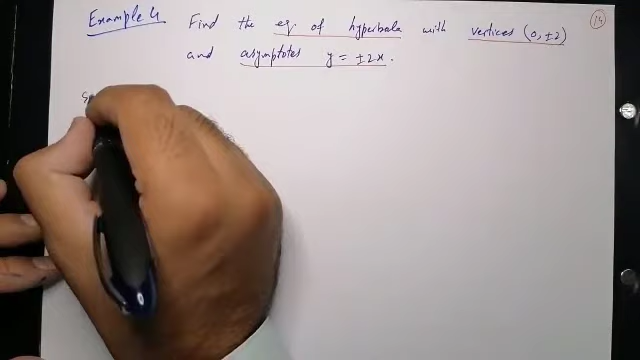 Example 4 Find the eq. of hyperbola with vertices (0, ±2) 14
and asymptotes y = ±2x.